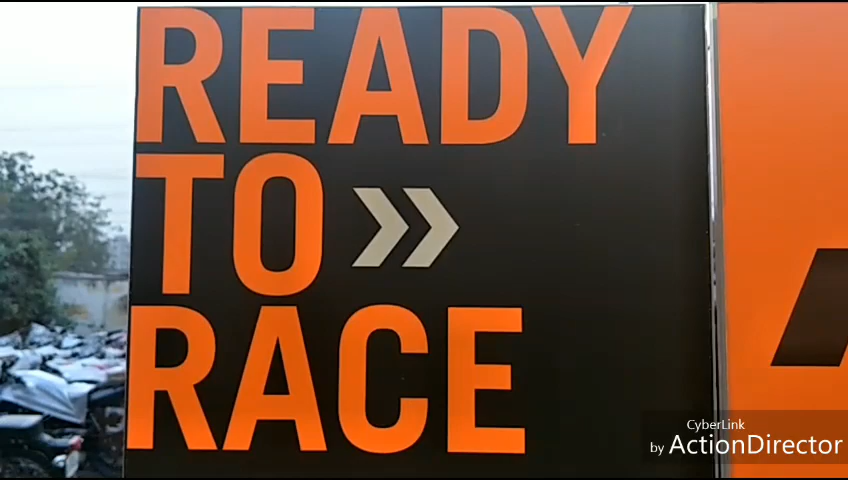 READY
TO »
RACE
CyberLink
by ActionDirector